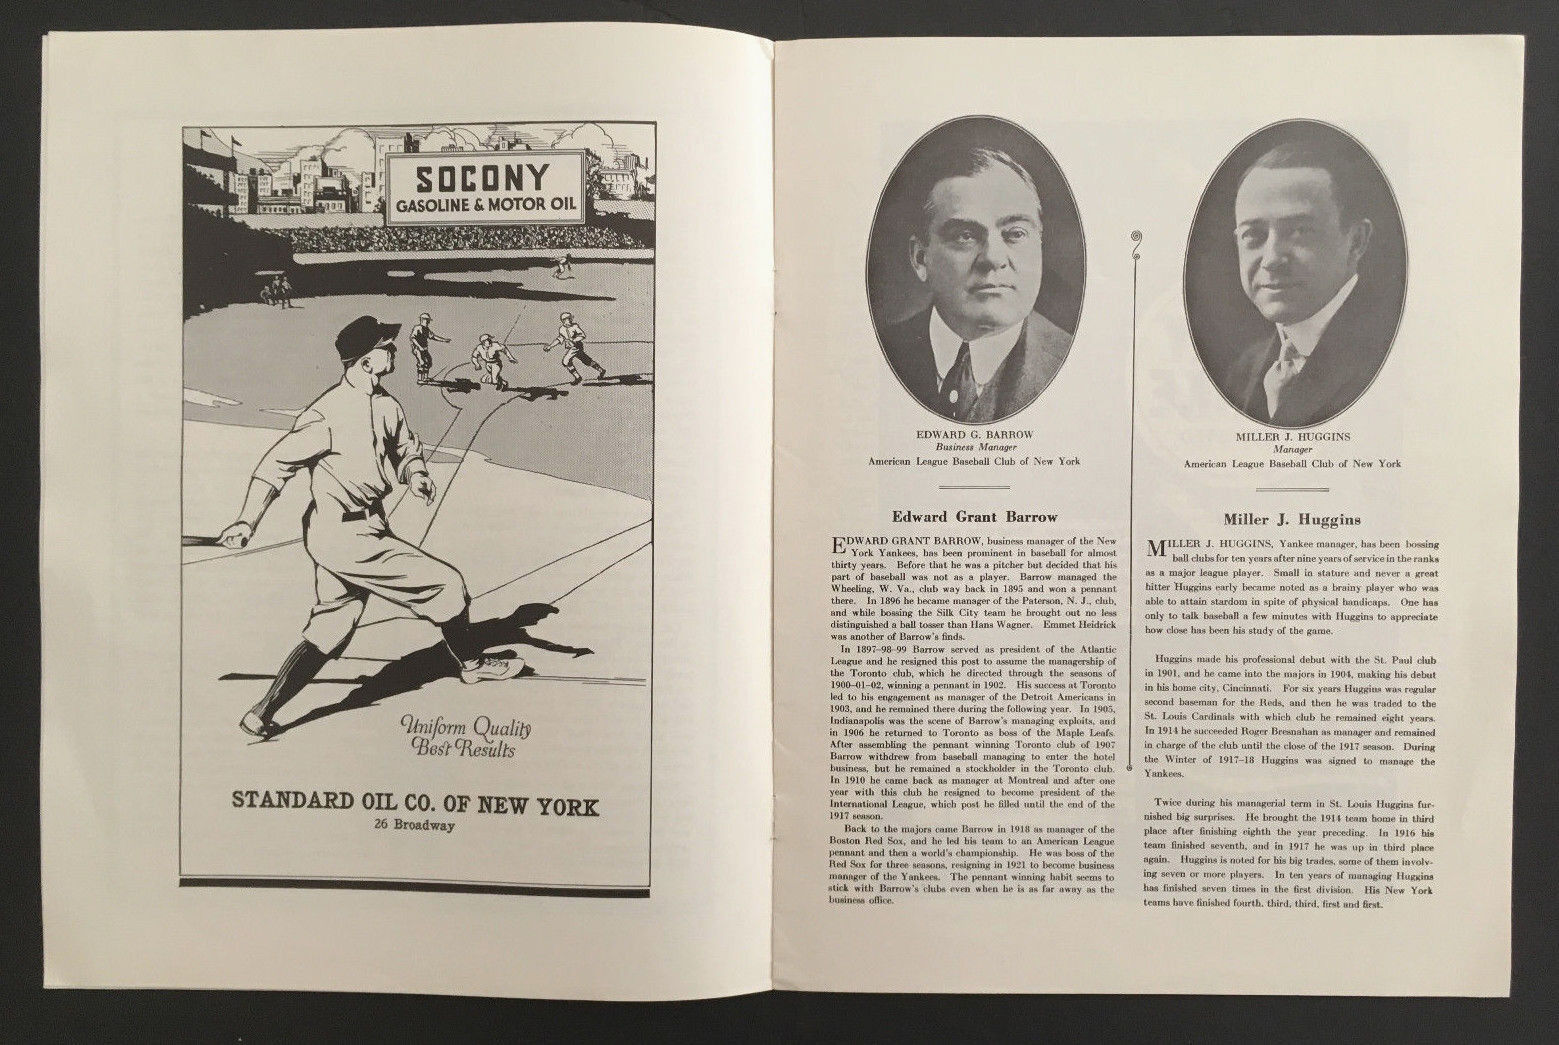 SOCONY
GASOLINE & MOTOR OIL
Uniform Quality
Best Results
STANDARD OIL CO. OF NEW YORK
26 Broadway
EDWARD G. BARROW
Business Manager
American League Baseball Club of New York
Edward Grant Barrow
EDWARD GRANT BARROW, business manager of the New
York Yankees, has been prominent in baseball for almost
thirty years. Before that he was a pitcher but decided that his
part of baseball was not as a player. Barrow managed the
Wheeling, W. Va., club way back in 1895 and won a pennant
there. In 1896 he became manager of the Paterson, N. J., club,
and while bossing the Silk City team he brought out no less
distinguished a ball tosser than Hans Wagner. Emmet Heidrick
was another of Barrow's finds.
In 1897-98-99 Barrow served as president of the Atlantic
League and he resigned this post to assume the managership of
the Toronto club, which he directed through the seasons of
1900-01-02, winning a pennant in 1902. His success at Toronto
led to his engagement as manager of the Detroit Americans in
1903, and he remained there during the following year. In 1905,
Indianapolis was the scene of Barrow's managing exploits, and
in 1906 he returned to Toronto as boss of the Maple Leafs.
After assembling the pennant winning Toronto club of 1907
Barrow withdrew from baseball managing to enter the hotel
business, but he remained a stockholder in the Toronto club.
In 1910 he came back as manager at Montreal and after one
year with this club he resigned to become president of the
International League, which post he filled until the end of the
1917 season.
Back to the majors came Barrow in 1918 as manager of the
Boston Red Sox, and he led his team to an American League
pennant and then a world's championship. He was boss of the
Red Sox for three seasons, resigning in 1921 to become business
manager of the Yankees. The pennant winning habit seems to
stick with Barrow's clubs even when he is as far away as the
business office.
MILLER J. HUGGINS
Manager
American League Baseball Club of New York
Miller J. Huggins
MILLER J. HUGGINS, Yankee manager, has been bossing
ball clubs for ten years after nine years of service in the ranks
as a major league player. Small in stature and never a great
hitter Huggins early became noted as a brainy player who was
able to attain stardom in spite of physical handicaps. One has
only to talk baseball a few minutes with Huggins to appreciate
how close has been his study of the game.
Huggins made his professional debut with the St. Paul club
in 1901, and he came into the majors in 1904, making his debut
in his home city, Cincinnati. For six years Huggins was regular
second baseman for the Reds, and then he was traded to the
St. Louis Cardinals with which club he remained eight years.
In 1914 he succeeded Roger Bresnahan as manager and remained
in charge of the club until the close of the 1917 season. During
the Winter of 1917-18 Huggins was signed to manage the
Yankees.
Twice during his managerial term in St. Louis Huggins fur-
nished big surprises. He brought the 1914 team home in third
place after finishing eighth the year preceding. In 1916 his
team finished seventh, and in 1917 he was up in third place
again. Huggins is noted for his big trades, some of them involv-
ing seven or more players. In ten years of managing Huggins
has finished seven times in the first division. His New York
teams have finished fourth, third, third, first and first.